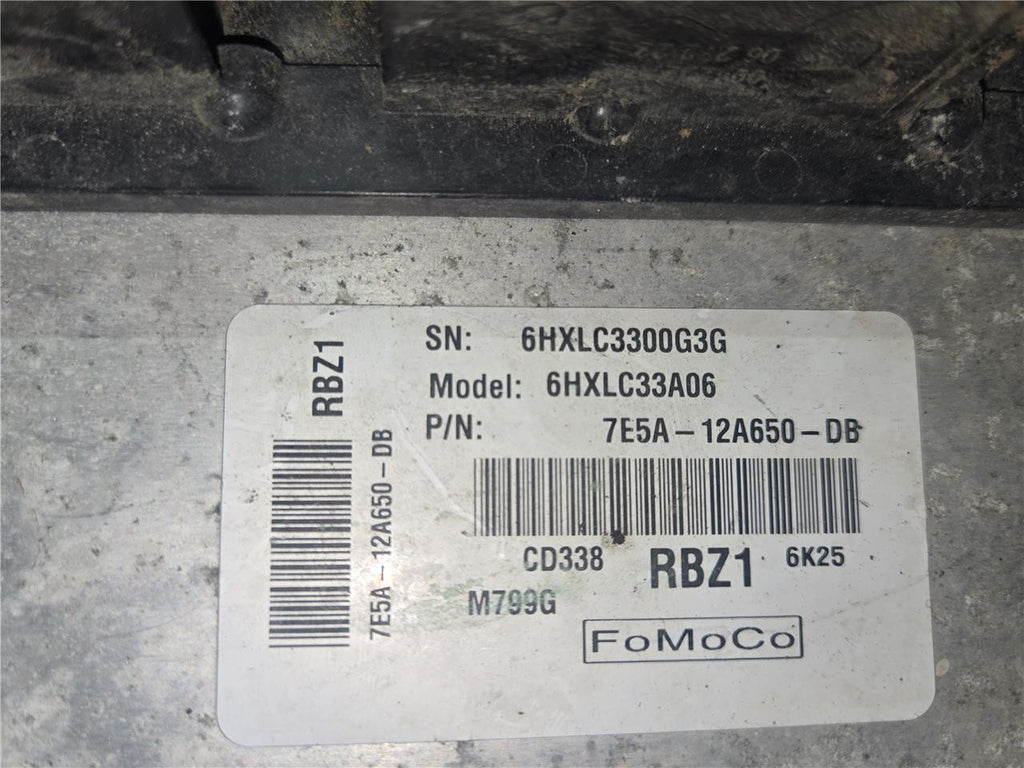 SN: 6HXLC3300G3G
Model: 6HXLC33A06
P/N: 7E5A-12A650-DB
RBZ1
7E5A-12A650-DB
CD338 RBZ1 6K25
M799G
FoMoCo